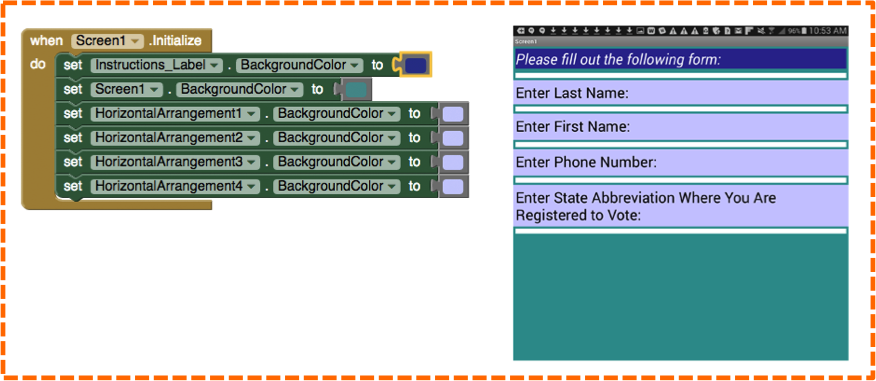 when Screen1 .Initialize
do set Instructions_Label . BackgroundColor to
set Screen1 . BackgroundColor to
set HorizontalArrangement1 . BackgroundColor to
set HorizontalArrangement2 . BackgroundColor to
set HorizontalArrangement3 . BackgroundColor to
set HorizontalArrangement4 . BackgroundColor to
96% 10:53 AM
Screen1
Please fill out the following form:
Enter Last Name:
Enter First Name:
Enter Phone Number:
Enter State Abbreviation Where You Are
Registered to Vote: